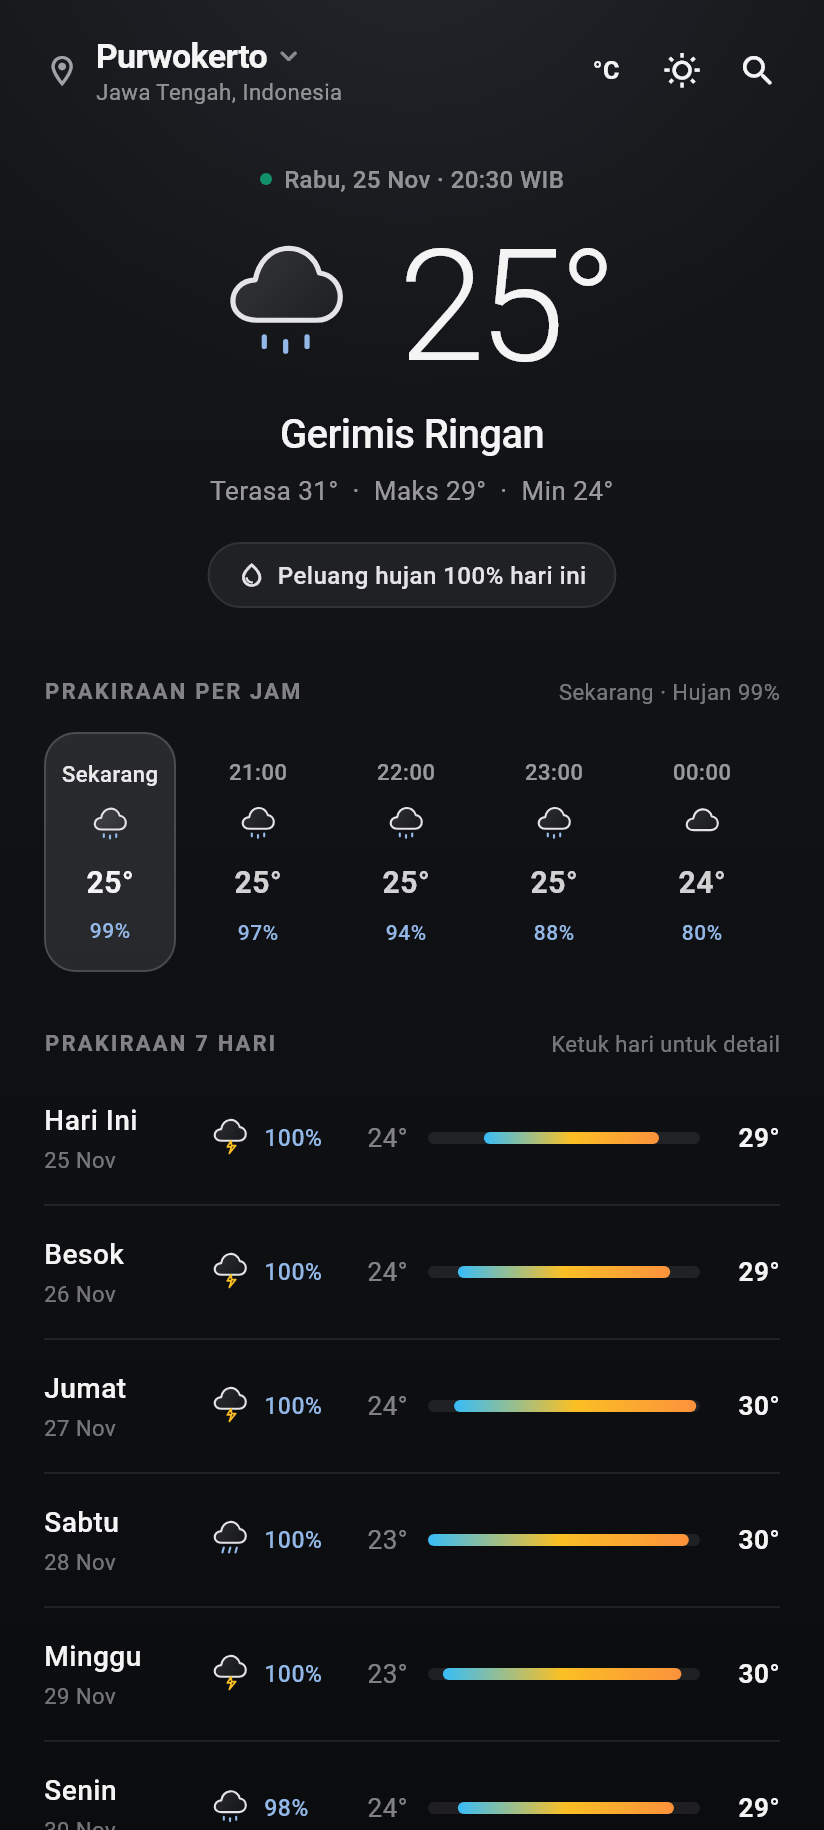 Purwokerto
Jawa Tengah, Indonesia
°C
Rabu, 25 Nov · 20:30 WIB
25°
Gerimis Ringan
Terasa 31° · Maks 29° · Min 24°
Peluang hujan 100% hari ini
PRAKIRAAN PER JAM
Sekarang · Hujan 99%
Sekarang 21:00 22:00 23:00 00:00
25° 25° 25° 25° 24°
99% 97% 94% 88% 80%
PRAKIRAAN 7 HARI
Ketuk hari untuk detail
Hari Ini
25 Nov
100% 24° 29°
Besok
26 Nov
100% 24° 29°
Jumat
27 Nov
100% 24° 30°
Sabtu
28 Nov
100% 23° 30°
Minggu
29 Nov
100% 23° 30°
Senin
30 Nov
98% 24° 29°